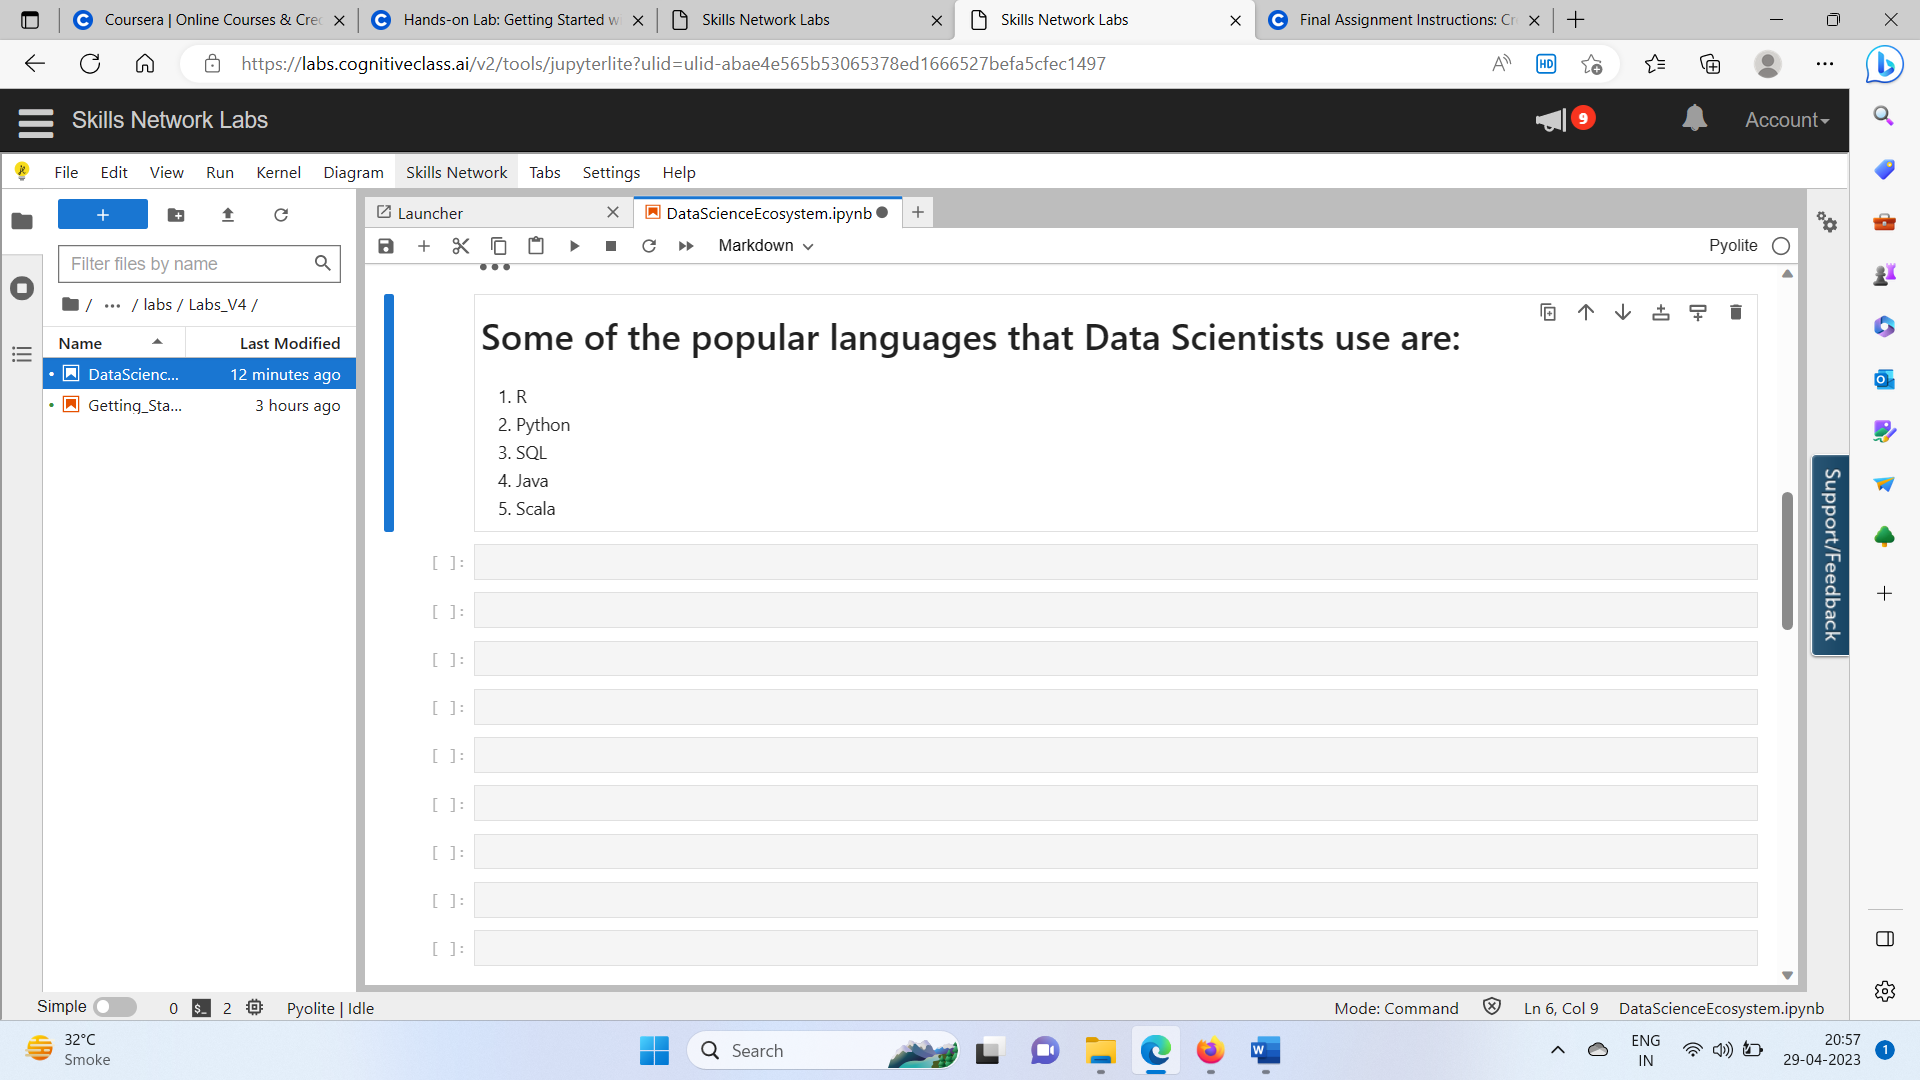 Coursera | Online Courses & Cre
Hands-on Lab: Getting Started w
Skills Network Labs
Skills Network Labs
Final Assignment Instructions: Cr
https://labs.cognitiveclass.ai/v2/tools/jupyterlite?ulid=ulid-abae4e565b53065378ed1666527befa5cfec1497
HD
Skills Network Labs
9
Account
File Edit View Run Kernel Diagram Skills Network Tabs Settings Help
Launcher
DataScienceEcosystem.ipynb
Markdown
Pyolite
Filter files by name
/ ... / labs / Labs_V4 /
Name Last Modified
DataScienc... 12 minutes ago
Getting_Sta... 3 hours ago
Some of the popular languages that Data Scientists use are:
1. R
2. Python
3. SQL
4. Java
5. Scala
[ ]:
[ ]:
[ ]:
[ ]:
[ ]:
[ ]:
[ ]:
[ ]:
[ ]:
Support/Feedback
Simple 0 2 Pyolite | Idle
Mode: Command Ln 6, Col 9 DataScienceEcosystem.ipynb
32°C
Smoke
Search
ENG
IN
20:57
29-04-2023
1